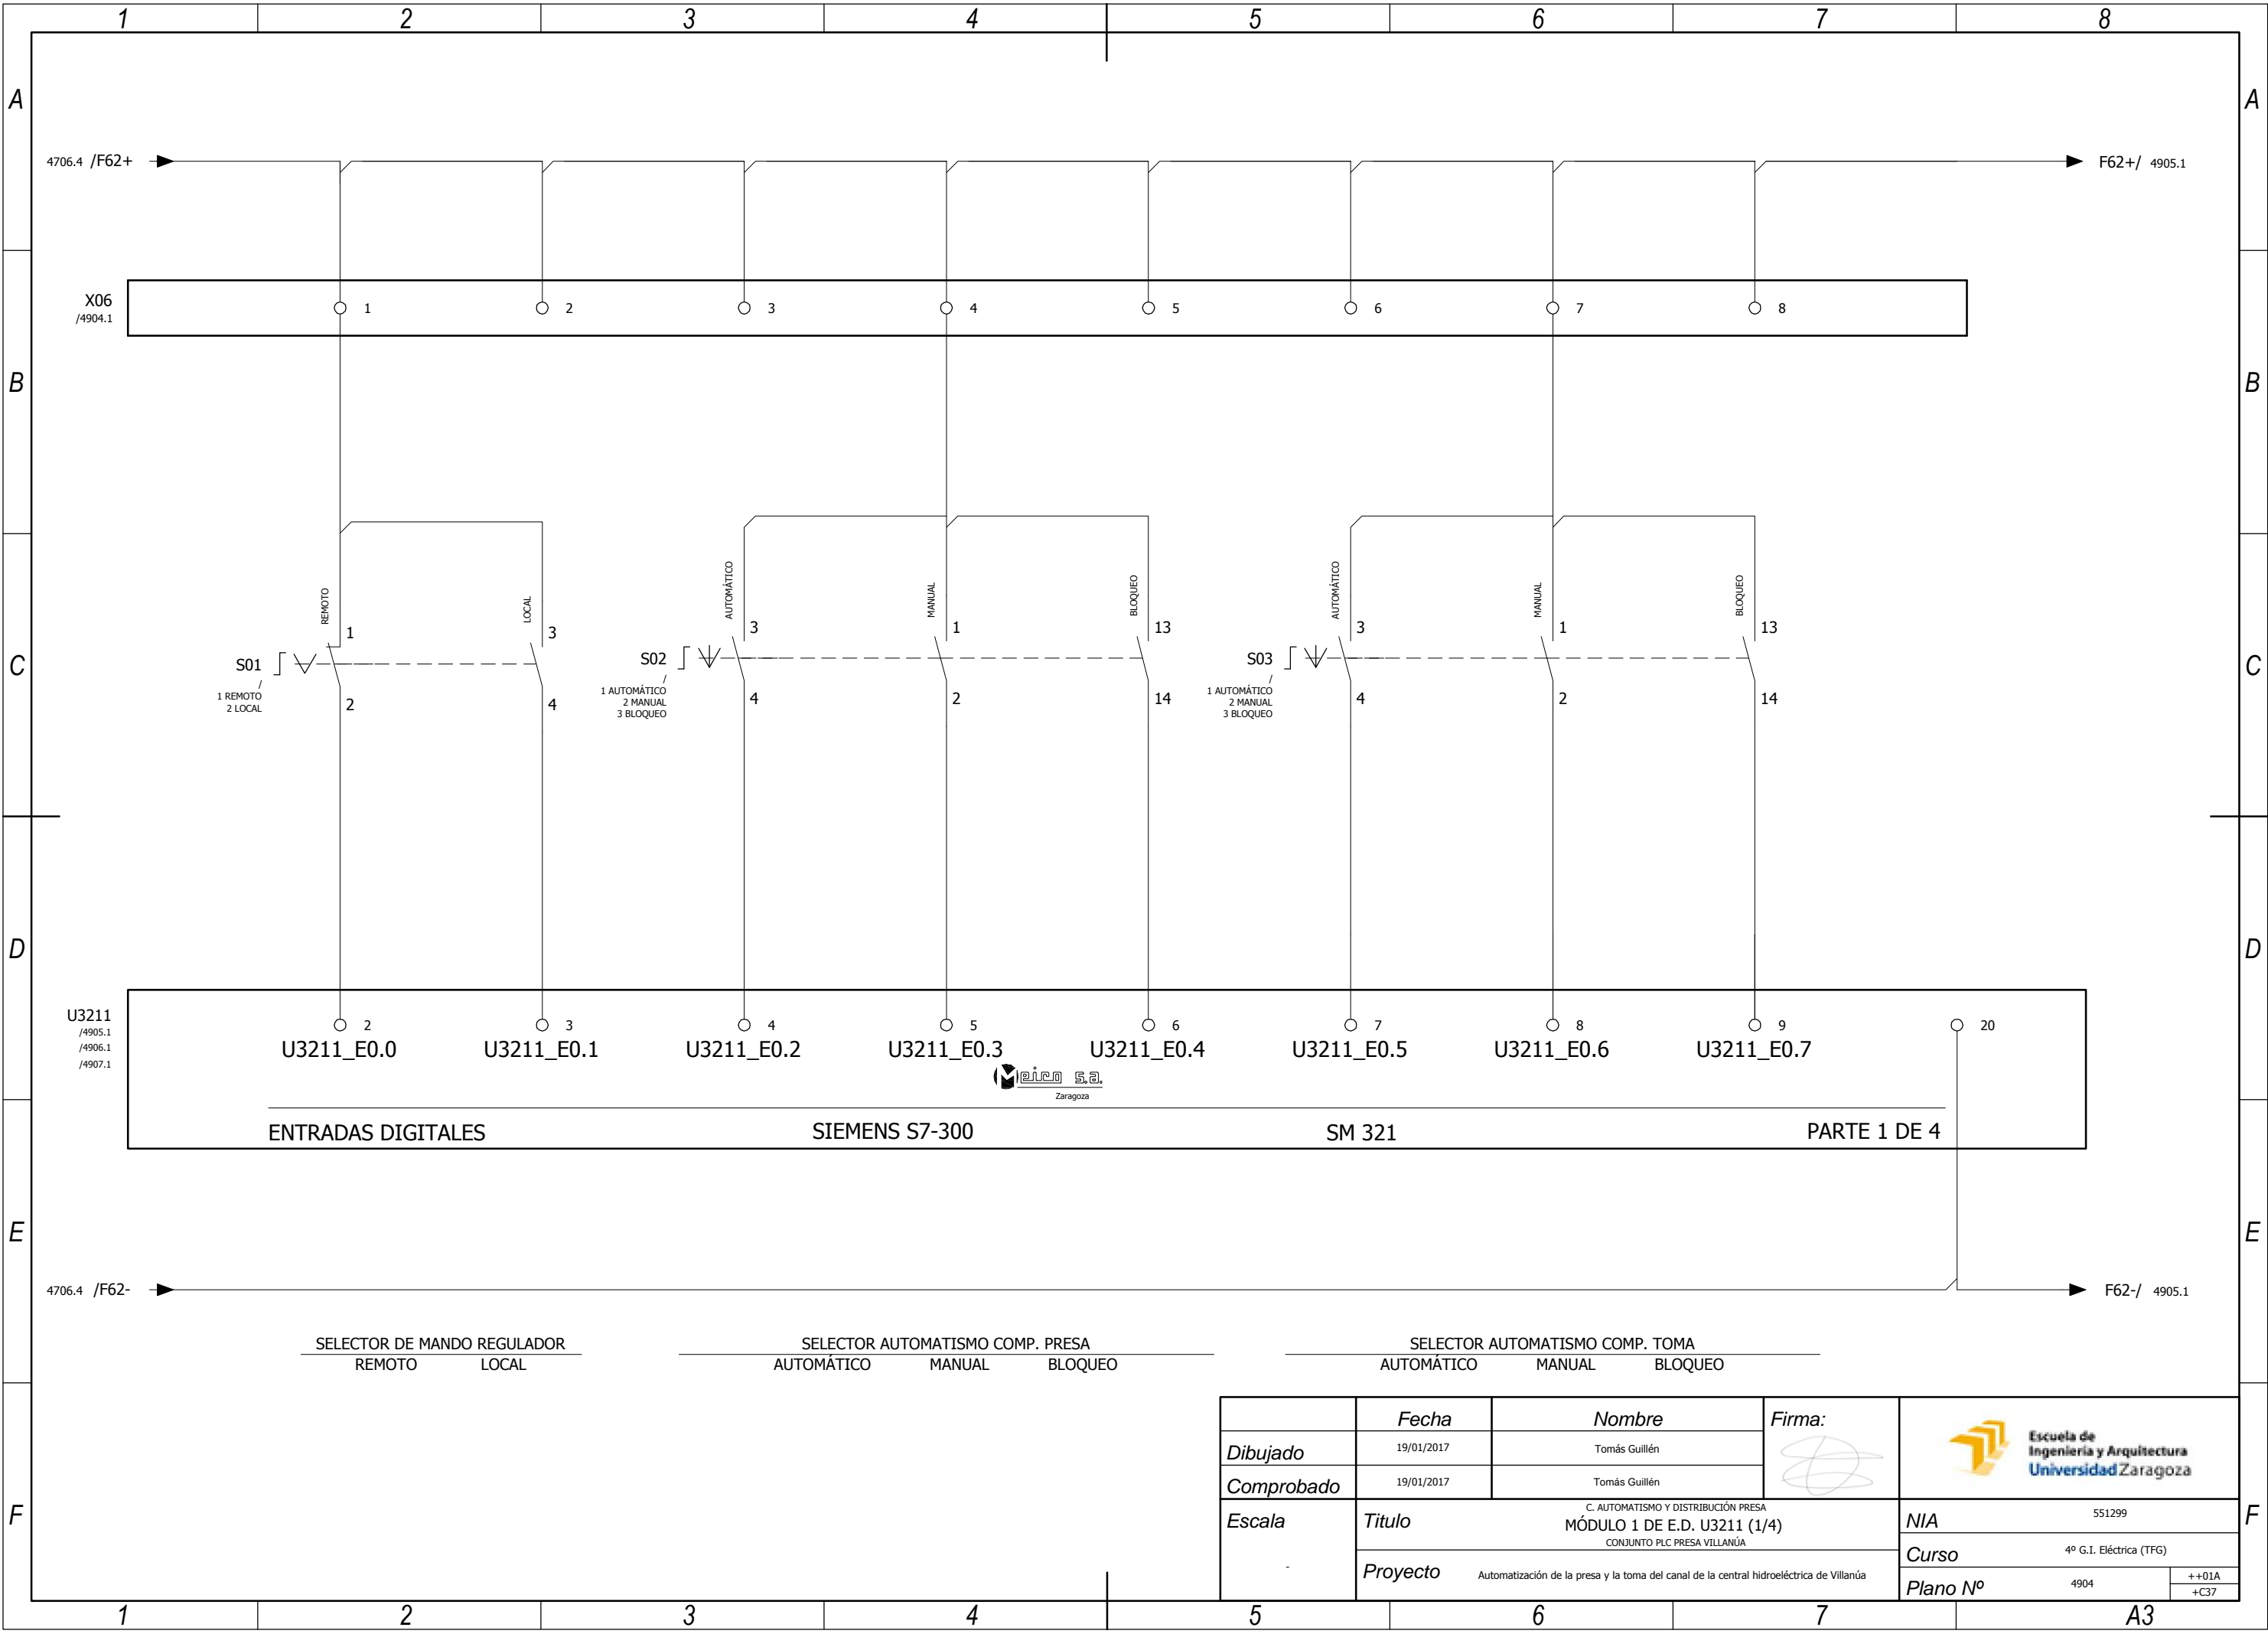 1 2 3 4 5 6 7 8
A A
4706.4 /F62+ F62+/ 4905.1
X06
/4904.1
1 2 3 4 5 6 7 8
B B
REMOTO LOCAL AUTOMÁTICO MANUAL BLOQUEO AUTOMÁTICO MANUAL BLOQUEO
1 3 3 1 13 3 1 13
C C
S01
/
1 REMOTO
2 LOCAL
S02
/
1 AUTOMÁTICO
2 MANUAL
3 BLOQUEO
S03
/
1 AUTOMÁTICO
2 MANUAL
3 BLOQUEO
2 4 4 2 14 4 2 14
D D
U3211
/4905.1
/4906.1
/4907.1
2 3 4 5 6 7 8 9 20
U3211_E0.0 U3211_E0.1 U3211_E0.2 U3211_E0.3 U3211_E0.4 U3211_E0.5 U3211_E0.6 U3211_E0.7
Meico s.a.
Zaragoza
ENTRADAS DIGITALES SIEMENS S7-300 SM 321 PARTE 1 DE 4
E E
4706.4 /F62- F62-/ 4905.1
SELECTOR DE MANDO REGULADOR
REMOTO LOCAL
SELECTOR AUTOMATISMO COMP. PRESA
AUTOMÁTICO MANUAL BLOQUEO
SELECTOR AUTOMATISMO COMP. TOMA
AUTOMÁTICO MANUAL BLOQUEO
Fecha Nombre Firma:
Dibujado 19/01/2017 Tomás Guillén
Comprobado 19/01/2017 Tomás Guillén
Escuela de
Ingeniería y Arquitectura
Universidad Zaragoza
F F
Escala
-
Titulo
C. AUTOMATISMO Y DISTRIBUCIÓN PRESA
MÓDULO 1 DE E.D. U3211 (1/4)
CONJUNTO PLC PRESA VILLANÚA
Proyecto Automatización de la presa y la toma del canal de la central hidroeléctrica de Villanúa
NIA 551299
Curso 4º G.I. Eléctrica (TFG)
Plano Nº 4904
++01A
+C37
1 2 3 4 5 6 7 A3